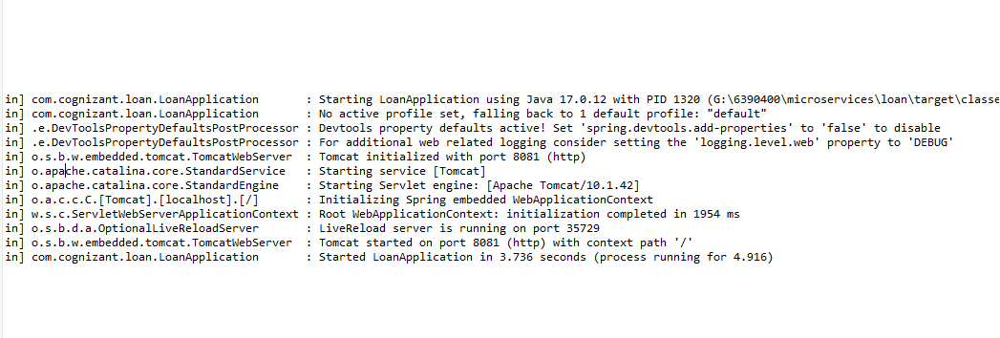 in] com.cognizant.loan.LoanApplication : Starting LoanApplication using Java 17.0.12 with PID 1320 (G:\6390400\microservices\loan\target\classe
in] com.cognizant.loan.LoanApplication : No active profile set, falling back to 1 default profile: "default"
in] .e.DevToolsPropertyDefaultsPostProcessor : Devtools property defaults active! Set 'spring.devtools.add-properties' to 'false' to disable
in] .e.DevToolsPropertyDefaultsPostProcessor : For additional web related logging consider setting the 'logging.level.web' property to 'DEBUG'
in] o.s.b.w.embedded.tomcat.TomcatWebServer : Tomcat initialized with port 8081 (http)
in] o.apache.catalina.core.StandardService : Starting service [Tomcat]
in] o.apache.catalina.core.StandardEngine : Starting Servlet engine: [Apache Tomcat/10.1.42]
in] o.a.c.c.C.[Tomcat].[localhost].[/] : Initializing Spring embedded WebApplicationContext
in] w.s.c.ServletWebServerApplicationContext : Root WebApplicationContext: initialization completed in 1954 ms
in] o.s.b.d.a.OptionalLiveReloadServer : LiveReload server is running on port 35729
in] o.s.b.w.embedded.tomcat.TomcatWebServer : Tomcat started on port 8081 (http) with context path '/'
in] com.cognizant.loan.LoanApplication : Started LoanApplication in 3.736 seconds (process running for 4.916)